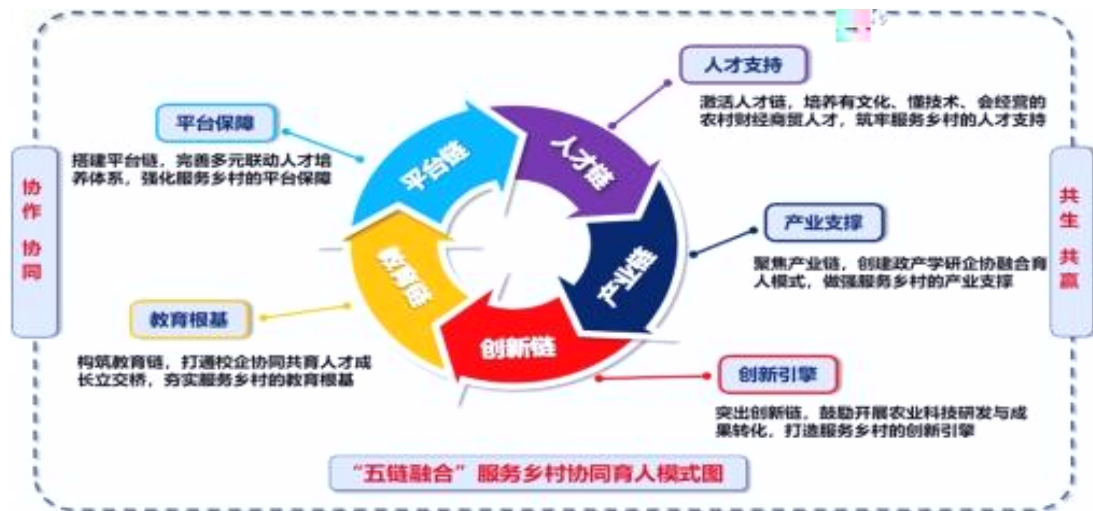 人才支持
激活人才链，培养有文化、懂技术、会经营的
农村财经商贸人才，筑牢服务乡村的人才支持
平台保障
搭建平台链，完善多元联动人才培
养体系，强化服务乡村的平台保障
协作 协同
共生 共赢
平台链
人才链
产业链
创新链
教育链
产业支撑
聚焦产业链，创建政产学研企协融合育
人模式，做强服务乡村的产业支撑
教育根基
构筑教育链，打通校企协同共育人才成
长立交桥，夯实服务乡村的教育根基
创新引擎
突出创新链，鼓励开展农业科技研发与成
果转化，打造服务乡村的创新引擎
“五链融合”服务乡村协同育人模式图